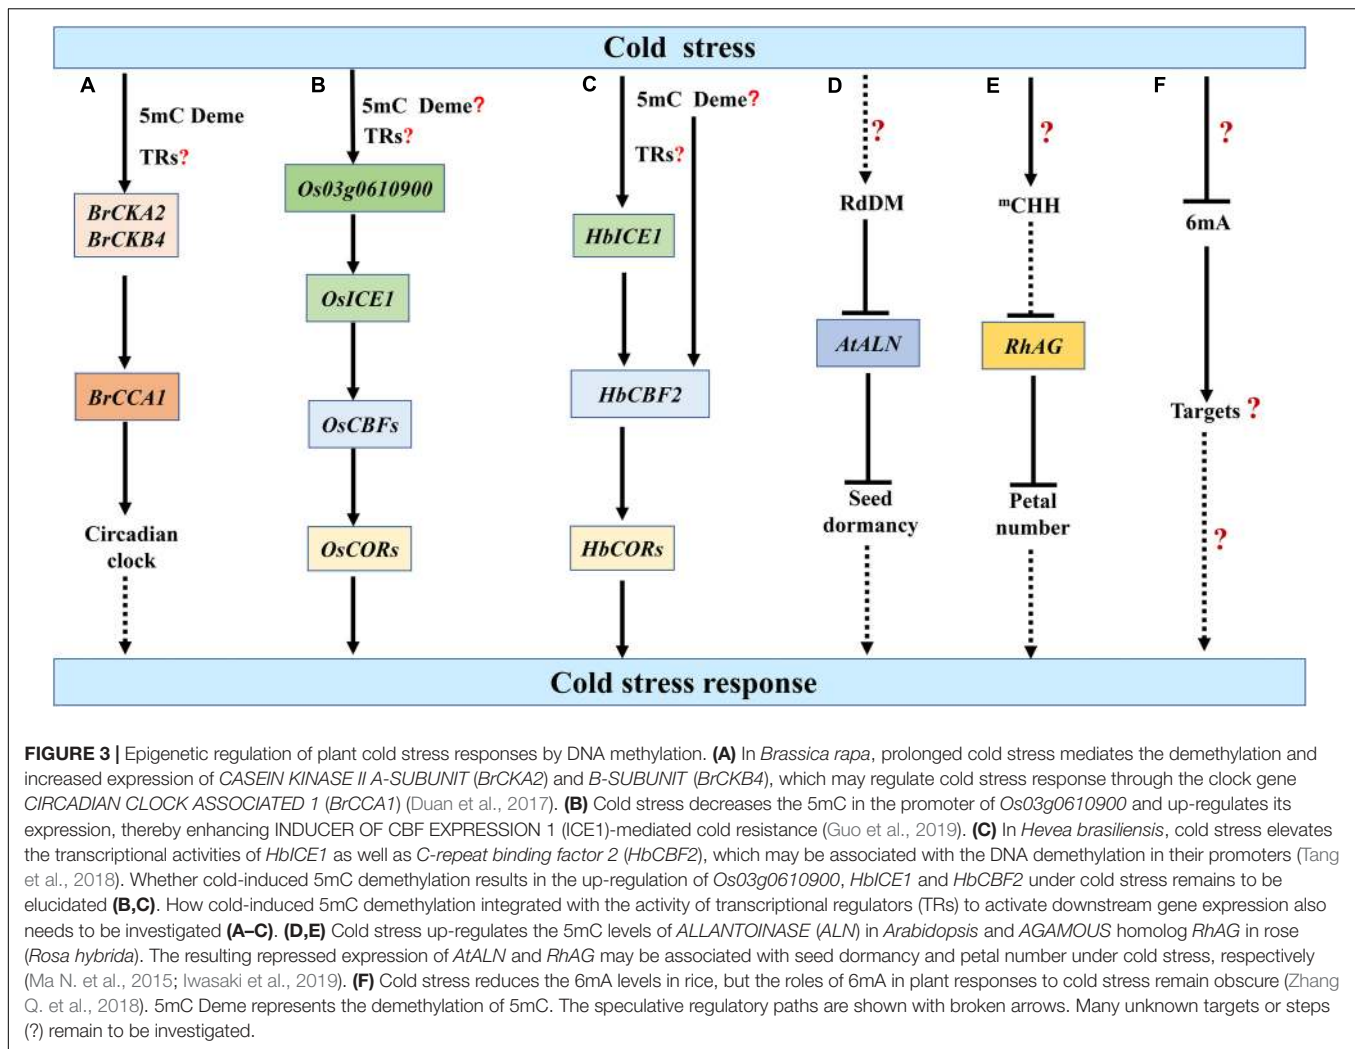 Cold stress
A
5mC Deme
TRs?
BrCKA2
BrCKB4
BrCCA1
Circadian
clock
B
5mC Deme?
TRs?
Os03g0610900
OsICE1
OsCBFs
OsCORs
C
5mC Deme?
TRs?
HbICE1
HbCBF2
HbCORs
D
?
RdDM
AtALN
Seed
dormancy
E
?
mCHH
RhAG
Petal
number
F
?
6mA
Targets ?
?
Cold stress response
FIGURE 3 | Epigenetic regulation of plant cold stress responses by DNA methylation. (A) In Brassica rapa, prolonged cold stress mediates the demethylation and
increased expression of CASEIN KINASE II A-SUBUNIT (BrCKA2) and B-SUBUNIT (BrCKB4), which may regulate cold stress response through the clock gene
CIRCADIAN CLOCK ASSOCIATED 1 (BrCCA1) (Duan et al., 2017). (B) Cold stress decreases the 5mC in the promoter of Os03g0610900 and up-regulates its
expression, thereby enhancing INDUCER OF CBF EXPRESSION 1 (ICE1)-mediated cold resistance (Guo et al., 2019). (C) In Hevea brasiliensis, cold stress elevates
the transcriptional activities of HbICE1 as well as C-repeat binding factor 2 (HbCBF2), which may be associated with the DNA demethylation in their promoters (Tang
et al., 2018). Whether cold-induced 5mC demethylation results in the up-regulation of Os03g0610900, HbICE1 and HbCBF2 under cold stress remains to be
elucidated (B,C). How cold-induced 5mC demethylation integrated with the activity of transcriptional regulators (TRs) to activate downstream gene expression also
needs to be investigated (A–C). (D,E) Cold stress up-regulates the 5mC levels of ALLANTOINASE (ALN) in Arabidopsis and AGAMOUS homolog RhAG in rose
(Rosa hybrida). The resulting repressed expression of AtALN and RhAG may be associated with seed dormancy and petal number under cold stress, respectively
(Ma N. et al., 2015; Iwasaki et al., 2019). (F) Cold stress reduces the 6mA levels in rice, but the roles of 6mA in plant responses to cold stress remain obscure (Zhang
Q. et al., 2018). 5mC Deme represents the demethylation of 5mC. The speculative regulatory paths are shown with broken arrows. Many unknown targets or steps
(?) remain to be investigated.